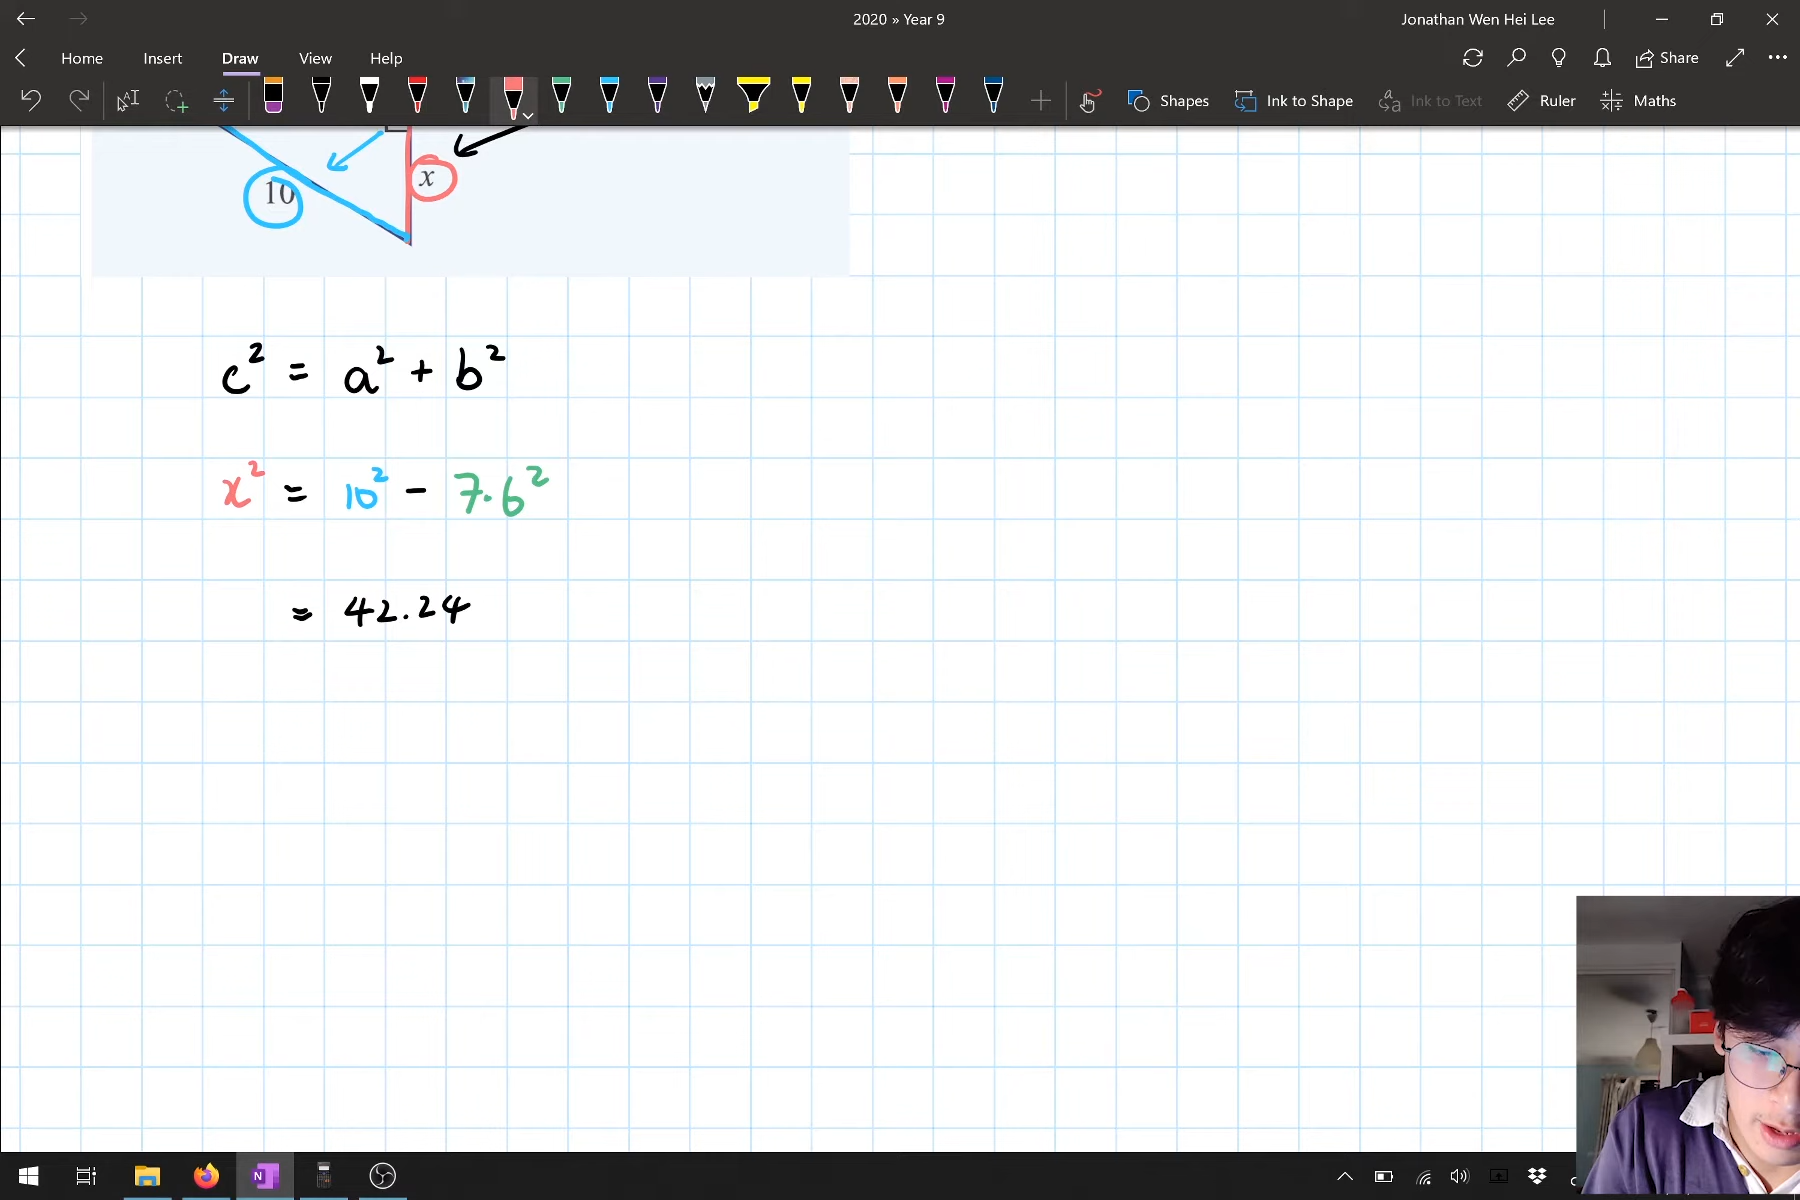 2020 » Year 9
Jonathan Wen Hei Lee
Home Insert Draw View Help
Share
Shapes Ink to Shape Ink to Text Ruler Maths
10
x
c² = a² + b²
x² = 10² - 7.6²
= 42.24